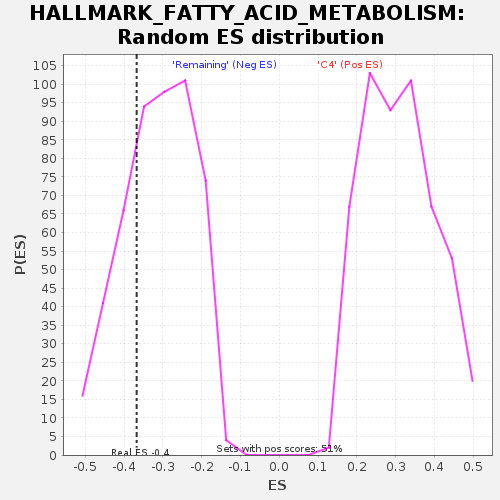 HALLMARK_FATTY_ACID_METABOLISM:
Random ES distribution
'Remaining' (Neg ES)
'C4' (Pos ES)
105
100
95
90
85
80
75
70
65
60
55
50
45
40
35
30
25
20
15
10
5
0
P(ES)
Real ES -0.4
Sets with pos scores: 51%
-0.5 -0.4 -0.3 -0.2 -0.1 0.0 0.1 0.2 0.3 0.4 0.5
ES